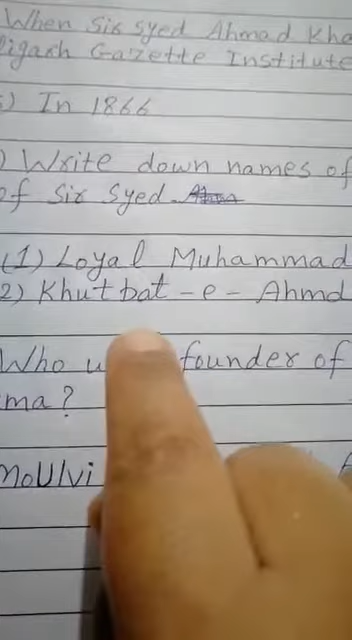 When Sir Syed Ahmad Kha
ligarh Gazette Institute
) In 1866
) Write down names of
of Sir Syed
(1) Loyal Muhammad
2) Khutbat - e - Ahmd
Who founder of
ma?
Moulvi